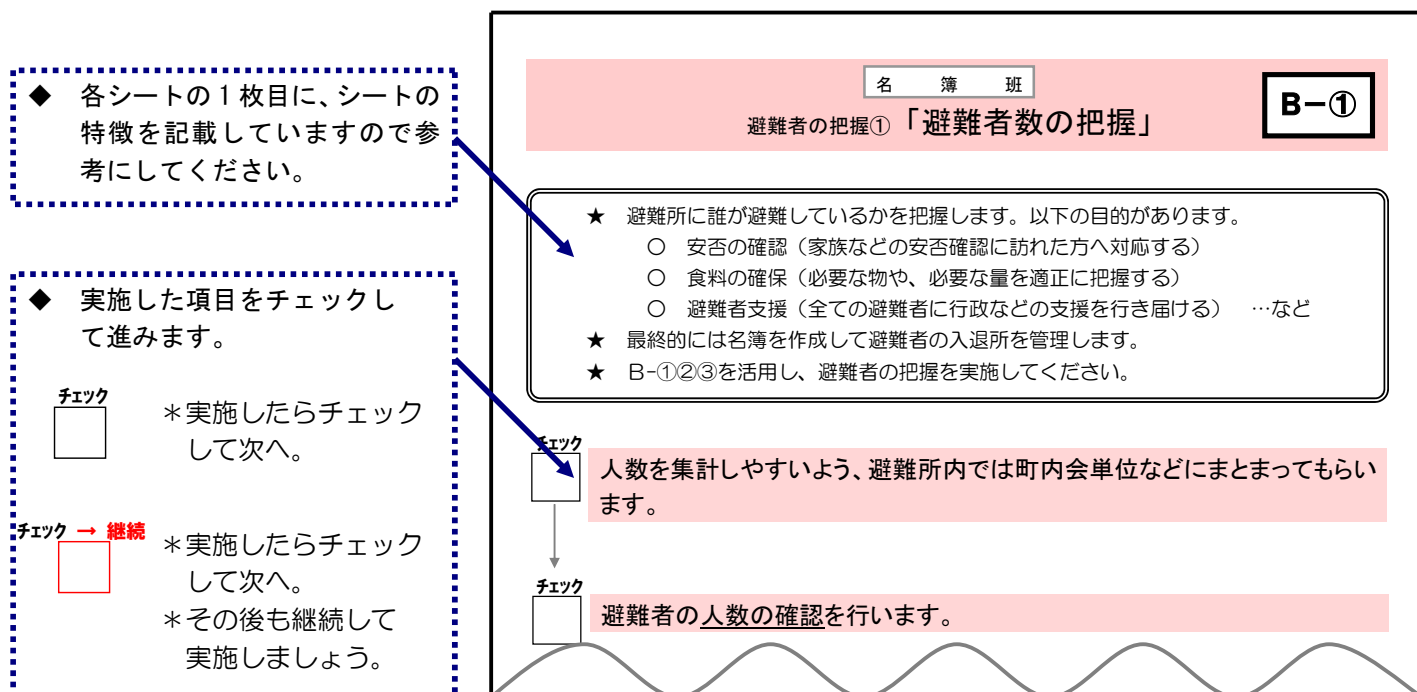 ◆ 各シートの1枚目に、シートの
特徴を記載していますので参
考にしてください。
◆ 実施した項目をチェックし
て進みます。
チェック
＊実施したらチェック
して次へ。
チェック → 継続
＊実施したらチェック
して次へ。
＊その後も継続して
実施しましょう。
名 簿 班
避難者の把握①「避難者数の把握」
B−①
★ 避難所に誰が避難しているかを把握します。以下の目的があります。
○ 安否の確認（家族などの安否確認に訪れた方へ対応する）
○ 食料の確保（必要な物や、必要な量を適正に把握する）
○ 避難者支援（全ての避難者に行政などの支援を行き届ける） …など
★ 最終的には名簿を作成して避難者の入退所を管理します。
★ B-①②③を活用し、避難者の把握を実施してください。
チェック
人数を集計しやすいよう、避難所内では町内会単位などにまとまってもらい
ます。
チェック
避難者の人数の確認を行います。